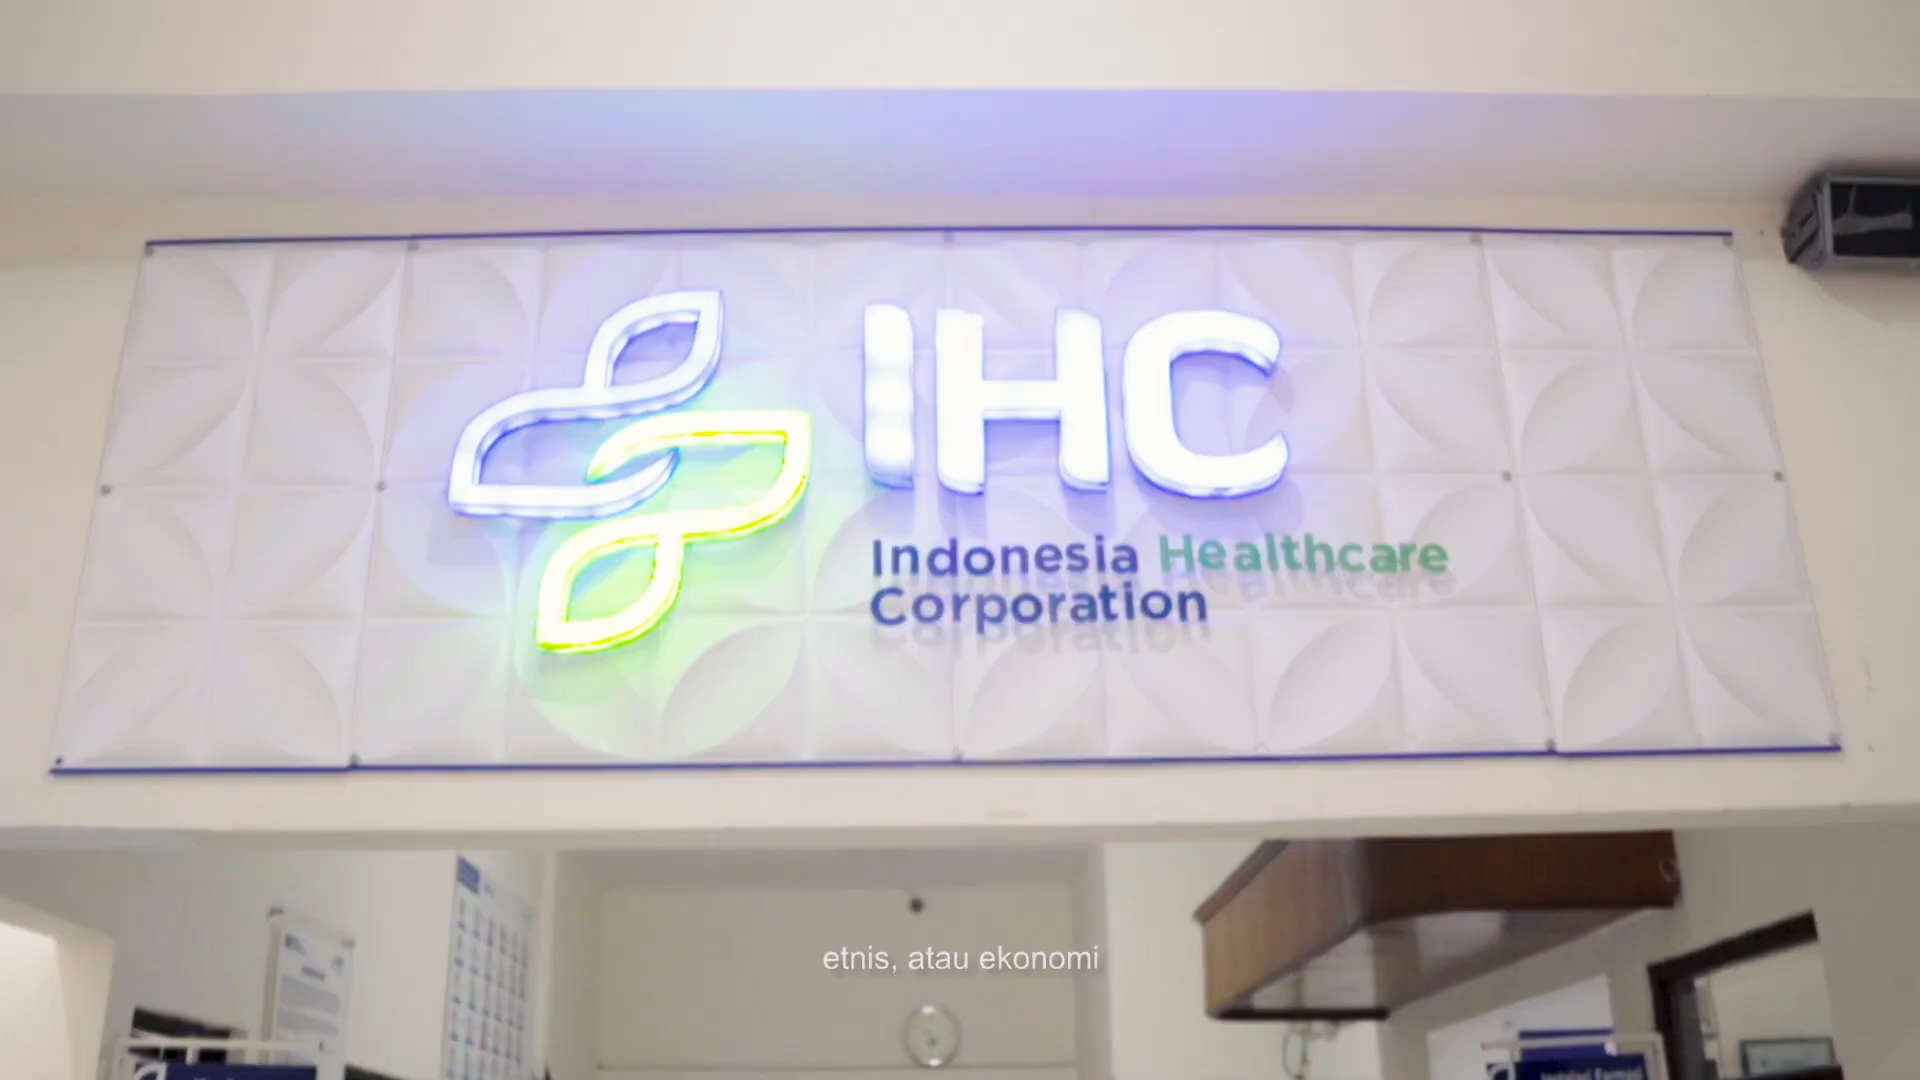 IHC
Indonesia Healthcare
Corporation
etnis, atau ekonomi